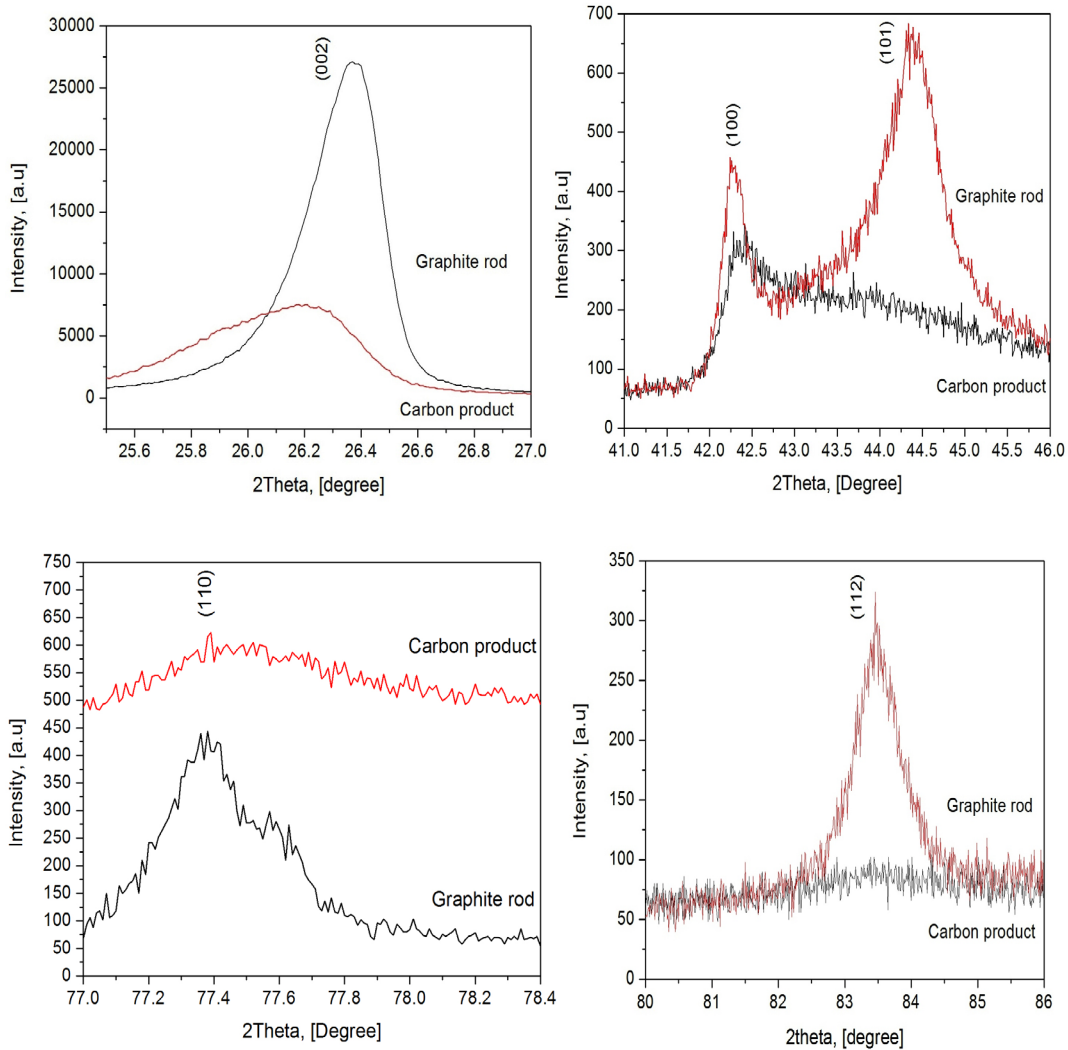 30000
25000
20000
15000
10000
5000
0
Intensity, [a.u]
(002)
Graphite rod
Carbon product
25.6 25.8 26.0 26.2 26.4 26.6 26.8 27.0
2Theta, [degree]
700
600
500
400
300
200
100
0
Intensity, [a.u]
(100)
(101)
Graphite rod
Carbon product
41.0 41.5 42.0 42.5 43.0 43.5 44.0 44.5 45.0 45.5 46.0
2Theta, [Degree]
750
700
650
600
550
500
450
400
350
300
250
200
150
100
50
0
Intensity, [a.u]
(110)
Carbon product
Graphite rod
77.0 77.2 77.4 77.6 77.8 78.0 78.2 78.4
2Theta, [Degree]
350
300
250
200
150
100
50
0
Intensity, [a.u]
(112)
Graphite rod
Carbon product
80 81 82 83 84 85 86
2theta, [degree]